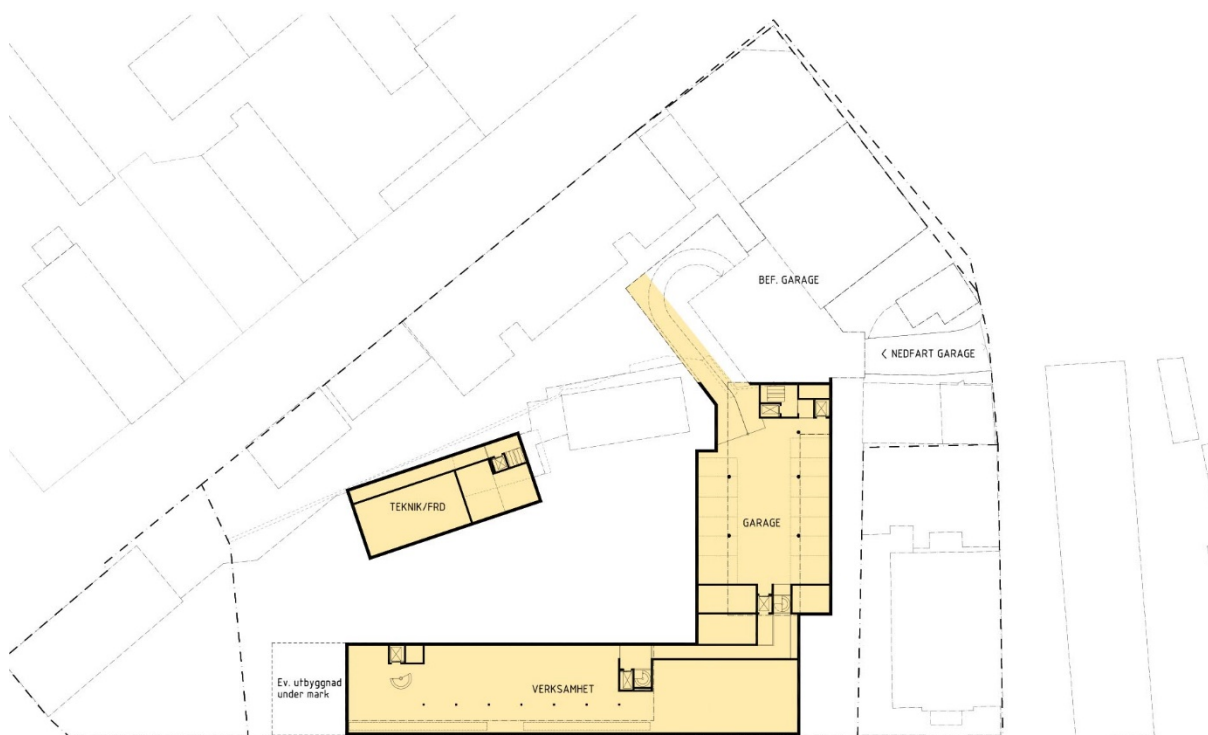 BEF. GARAGE
< NEDFART GARAGE
TEKNIK/FRD
GARAGE
Ev. utbyggnad
under mark
VERKSAMHET